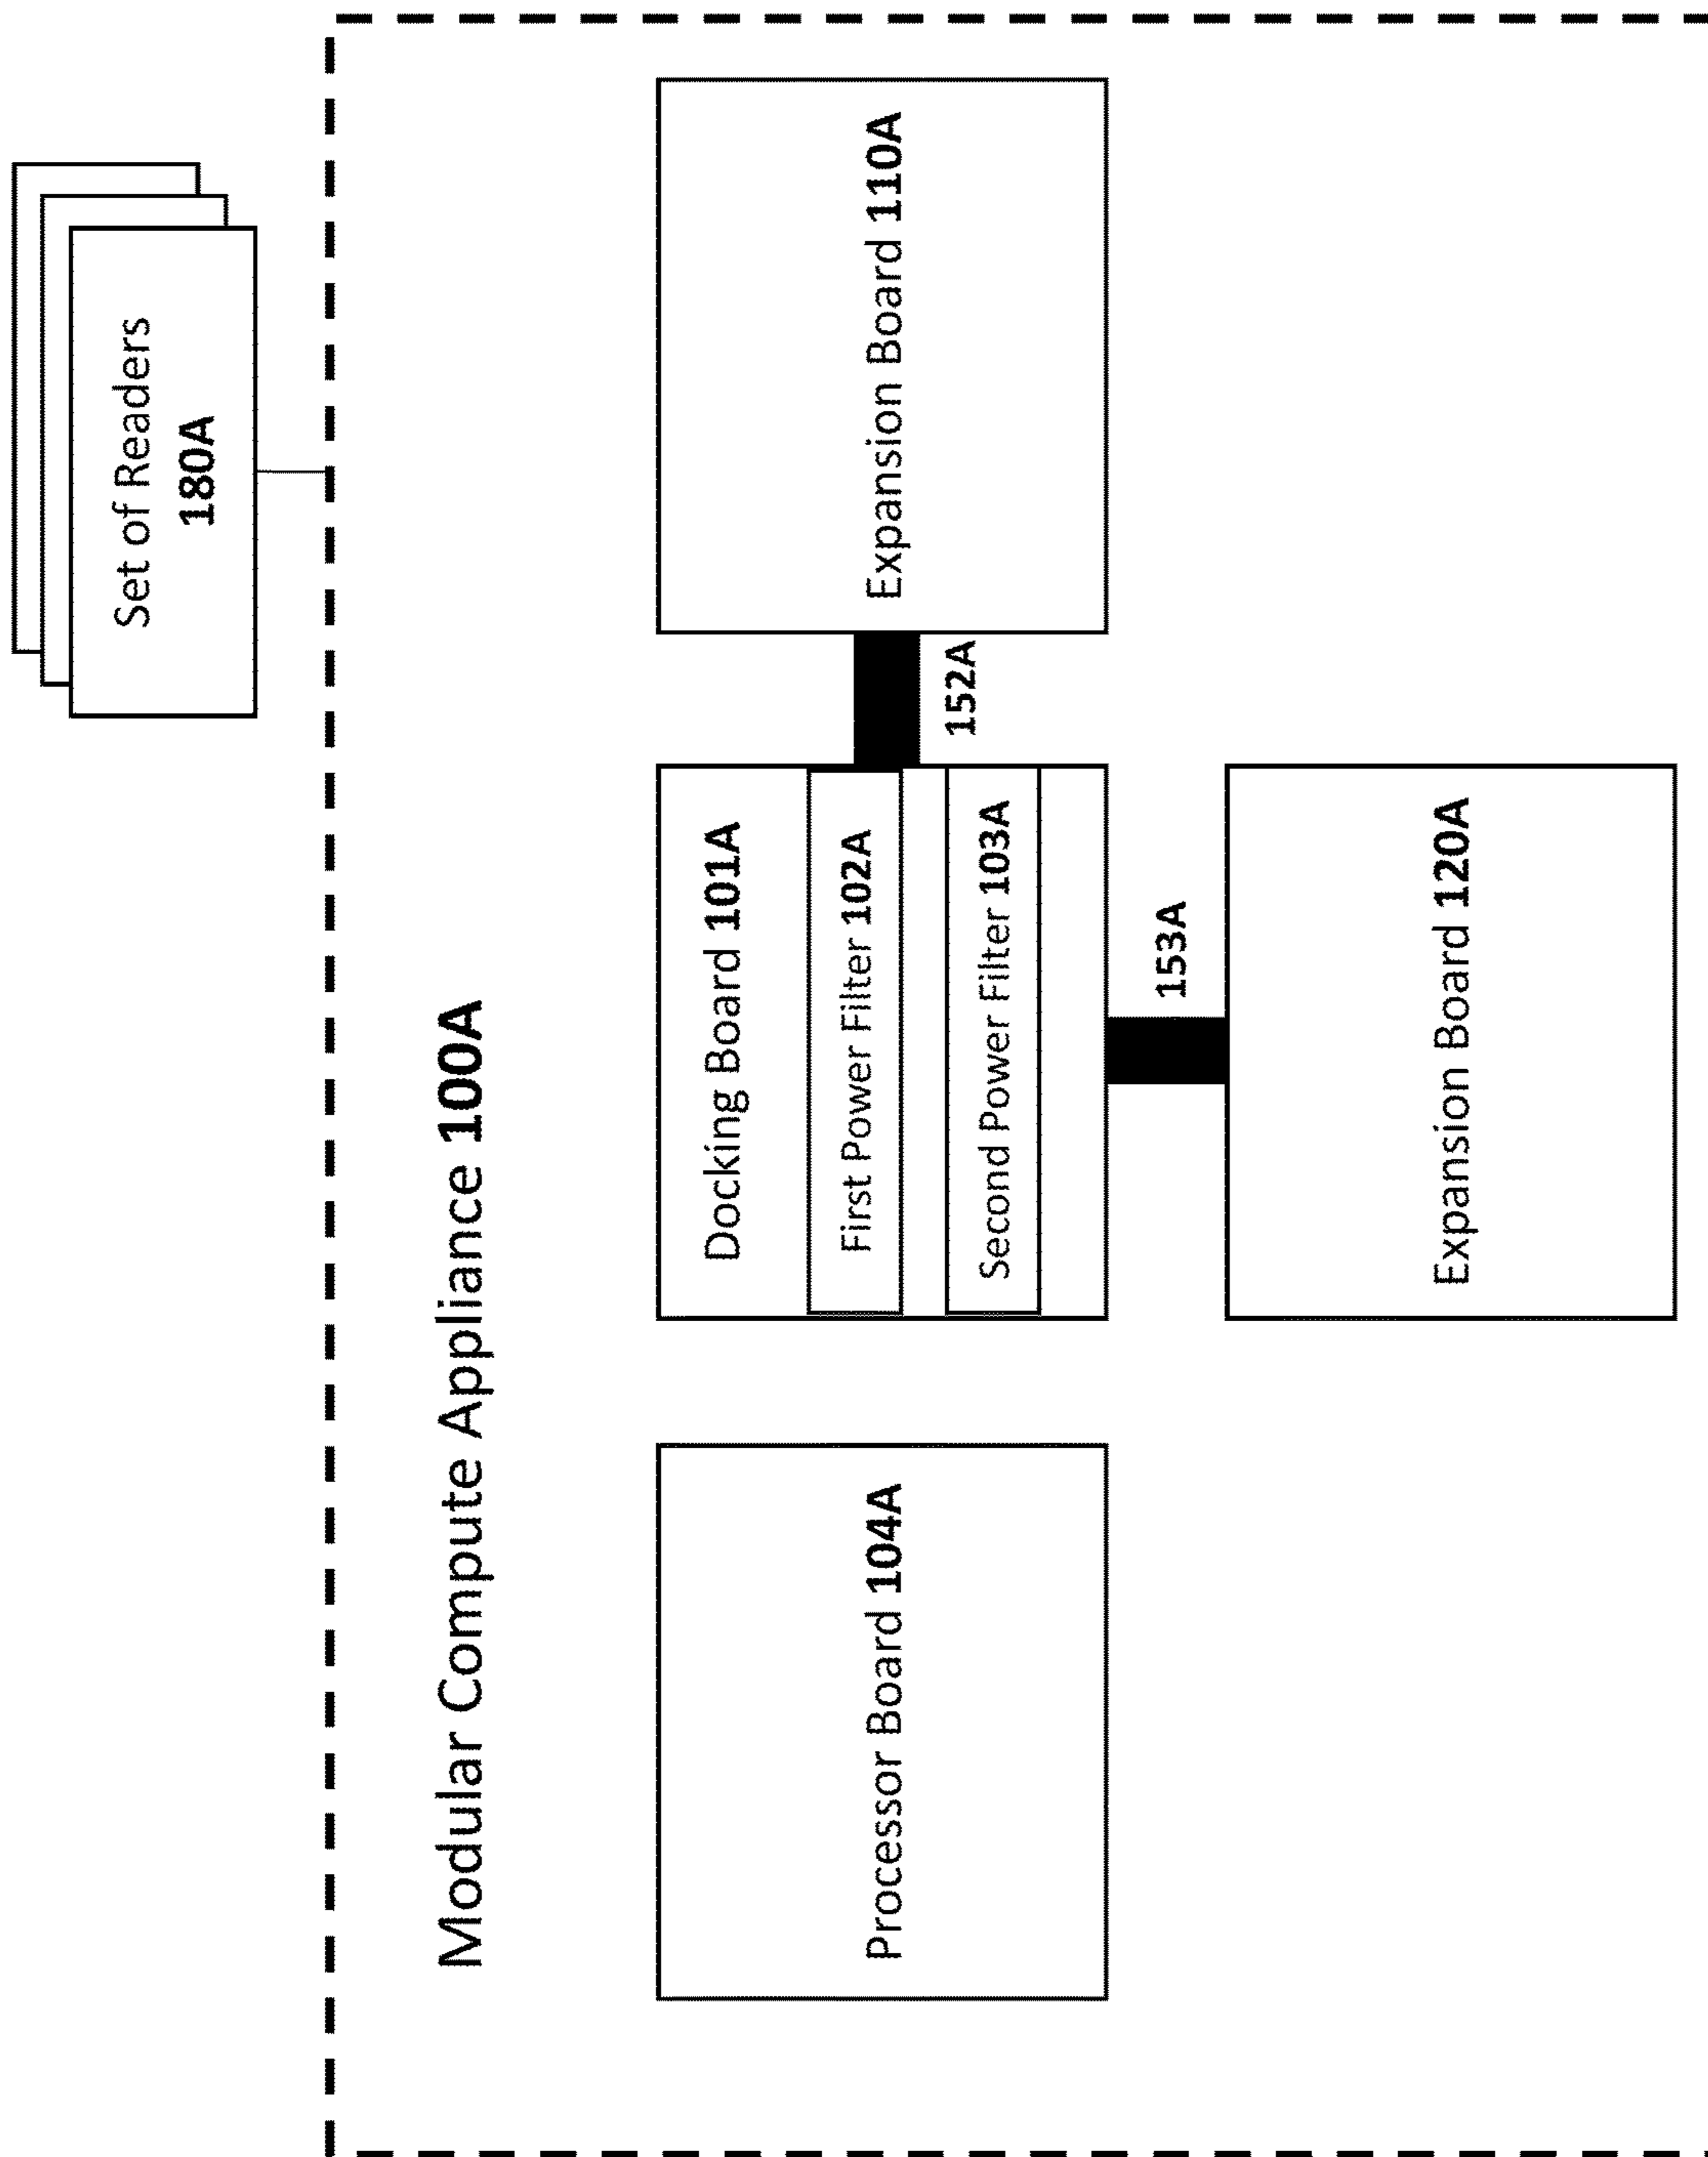 Set of Readers
180A
Modular Compute Appliance 100A
Processor Board 104A
Docking Board 101A
First Power Filter 102A
Second Power Filter 103A
152A
Expansion Board 110A
153A
Expansion Board 120A